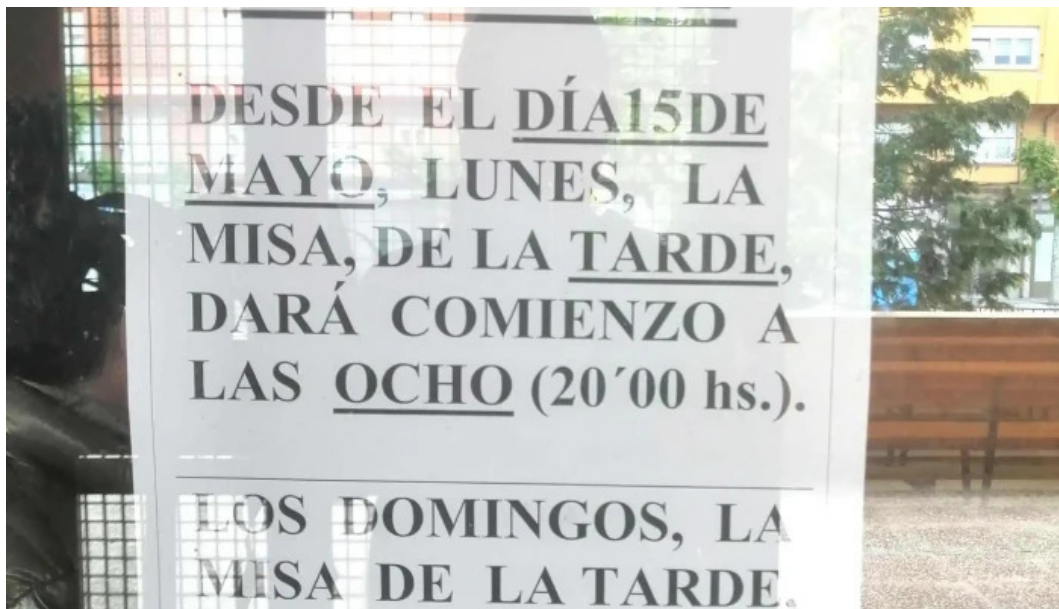 DESDE EL DÍA15DE
MAYO, LUNES, LA
MISA, DE LA TARDE,
DARÁ COMIENZO A
LAS OCHO (20´00 hs.).
LOS DOMINGOS, LA
MISA DE LA TARDE.